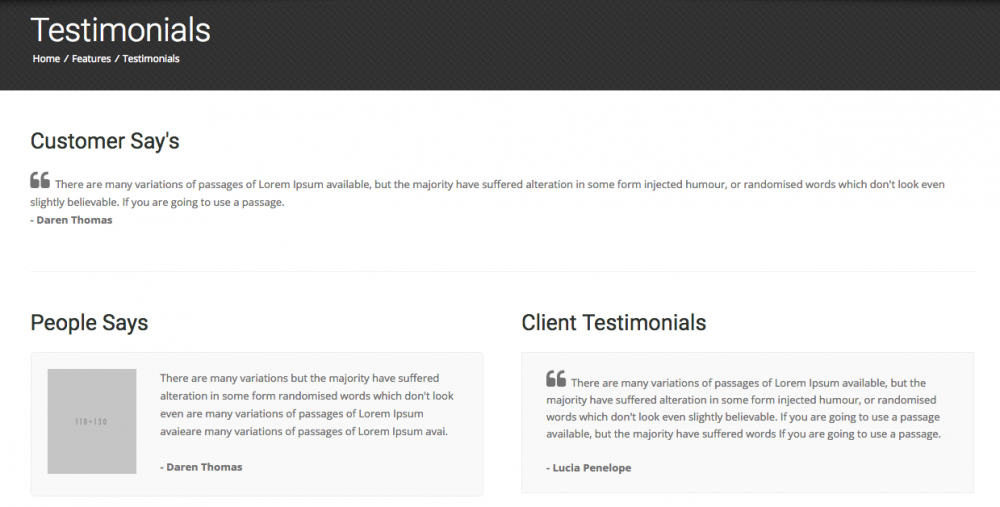 Testimonials
Home / Features / Testimonials
Customer Say's
There are many variations of passages of Lorem Ipsum available, but the majority have suffered alteration in some form injected humour, or randomised words which don't look even
slightly believable. If you are going to use a passage.
- Daren Thomas
People Says
There are many variations but the majority have suffered
alteration in some form randomised words which don't look
even are many variations of passages of Lorem Ipsum
avaieare many variations of passages of Lorem Ipsum avai.
- Daren Thomas
Client Testimonials
There are many variations of passages of Lorem Ipsum available, but the
majority have suffered alteration in some form injected humour, or randomised
words which don't look even slightly believable. If you are going to use a passage
available, but the majority have suffered words If you are going to use a passage.
- Lucia Penelope